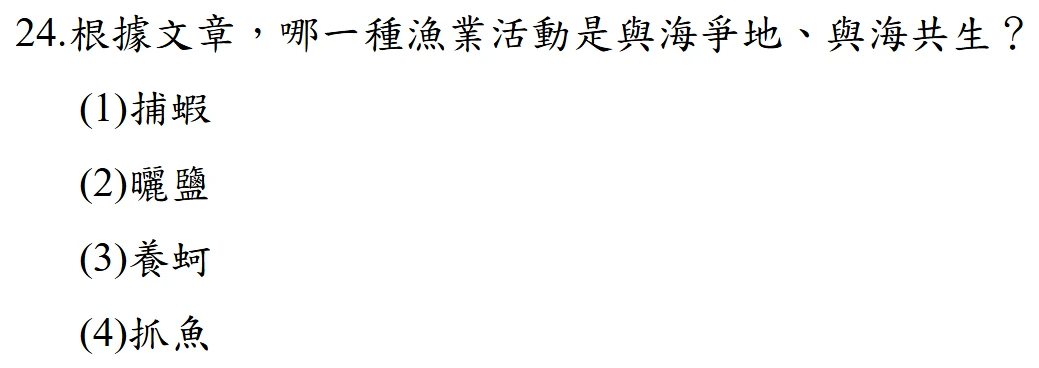 24.根據文章，哪一種漁業活動是與海爭地、與海共生？
(1)捕蝦
(2)曬鹽
(3)養蚵
(4)抓魚